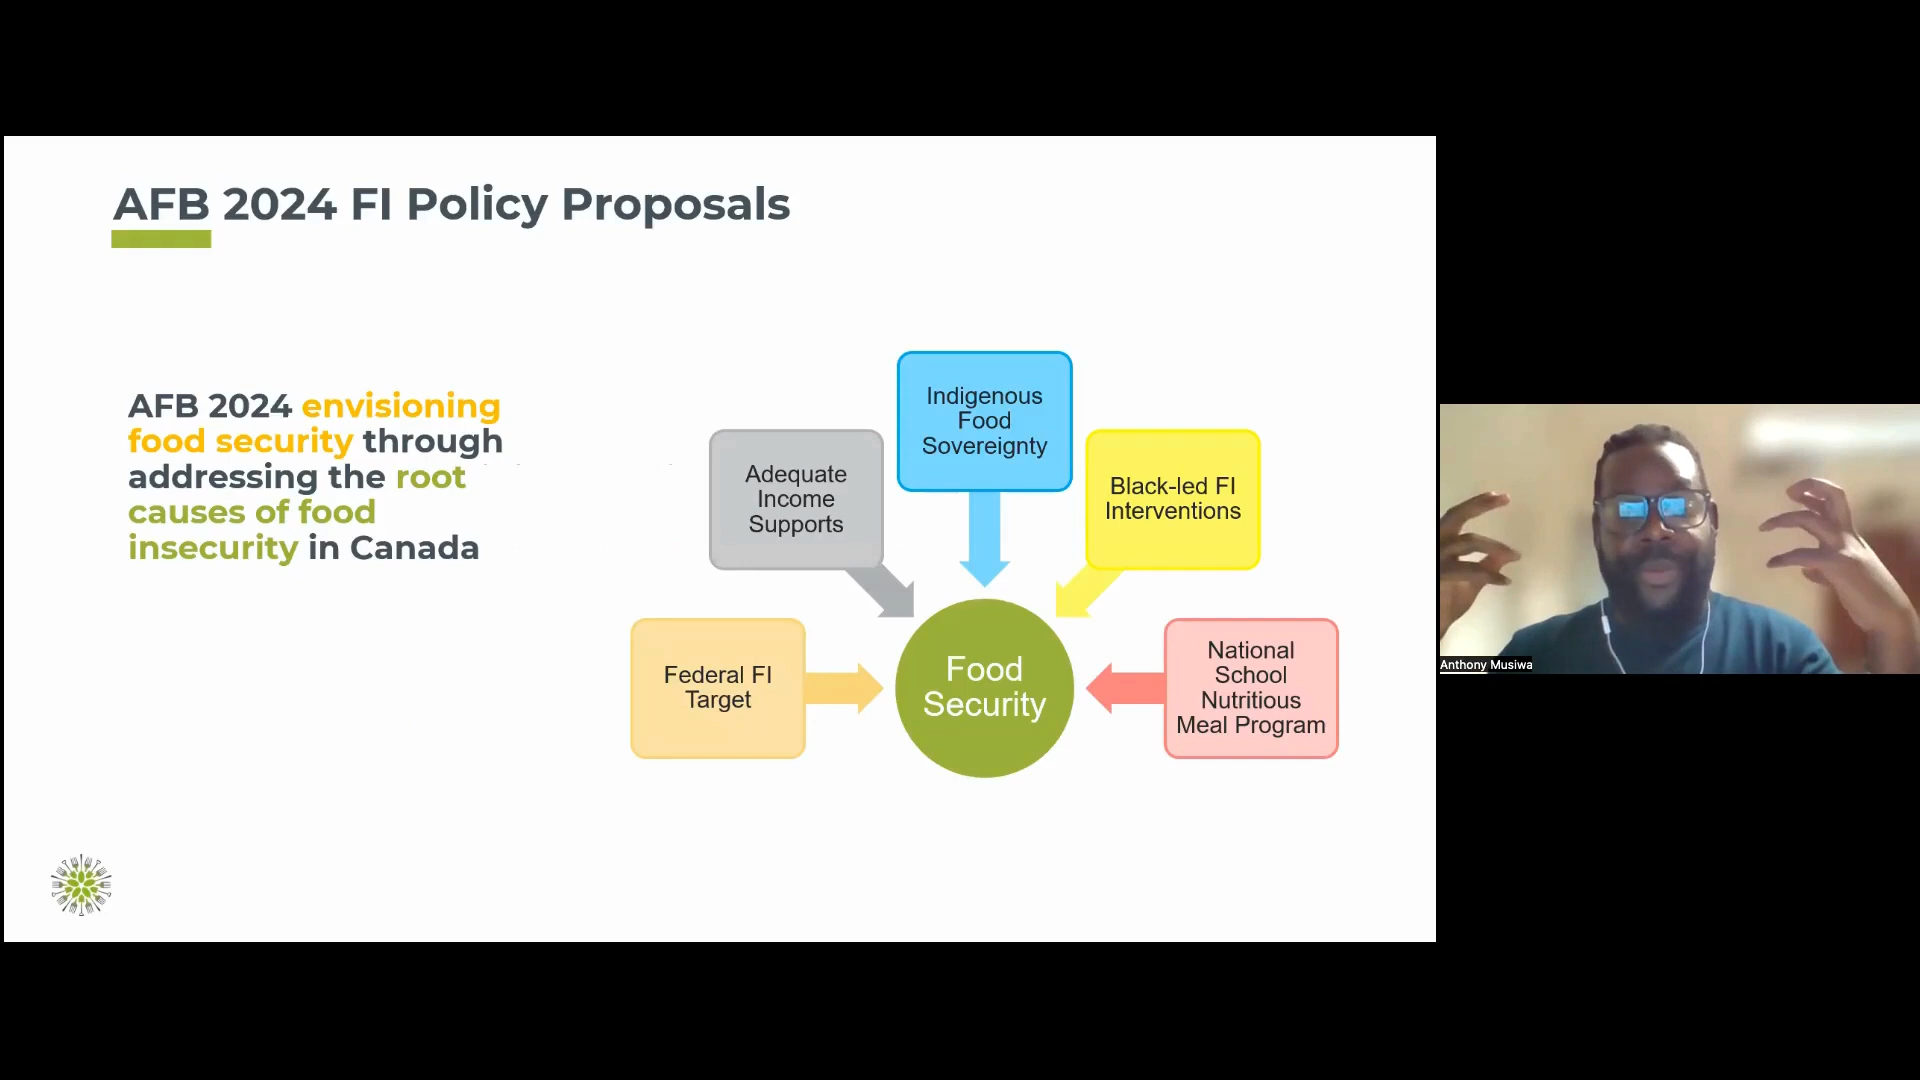 AFB 2024 FI Policy Proposals
AFB 2024 envisioning
food security through
addressing the root
causes of food
insecurity in Canada
Federal FI
Target
Adequate
Income
Supports
Indigenous
Food
Sovereignty
Black-led FI
Interventions
National
School
Nutritious
Meal Program
Food
Security
Anthony Musiwa